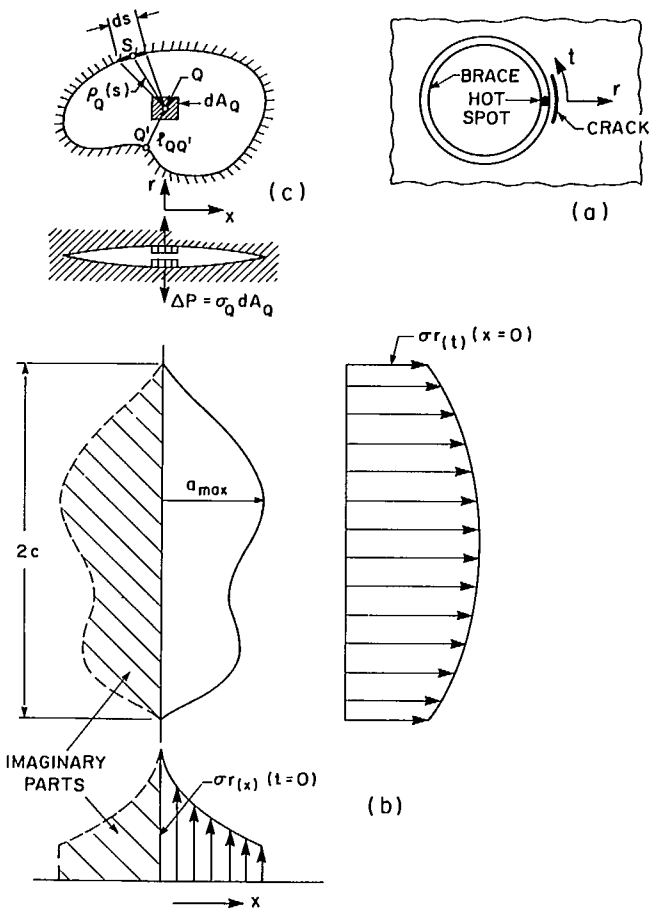 ds
S
ρQ(s)
Q
dAQ
Q'
ℓQQ'
r
x
(c)
ΔP = σQ dAQ
BRACE
HOT
SPOT
t
r
CRACK
(a)
σr(t) (x=0)
amax
2c
IMAGINARY
PARTS
σr(x) (t=0)
(b)
x